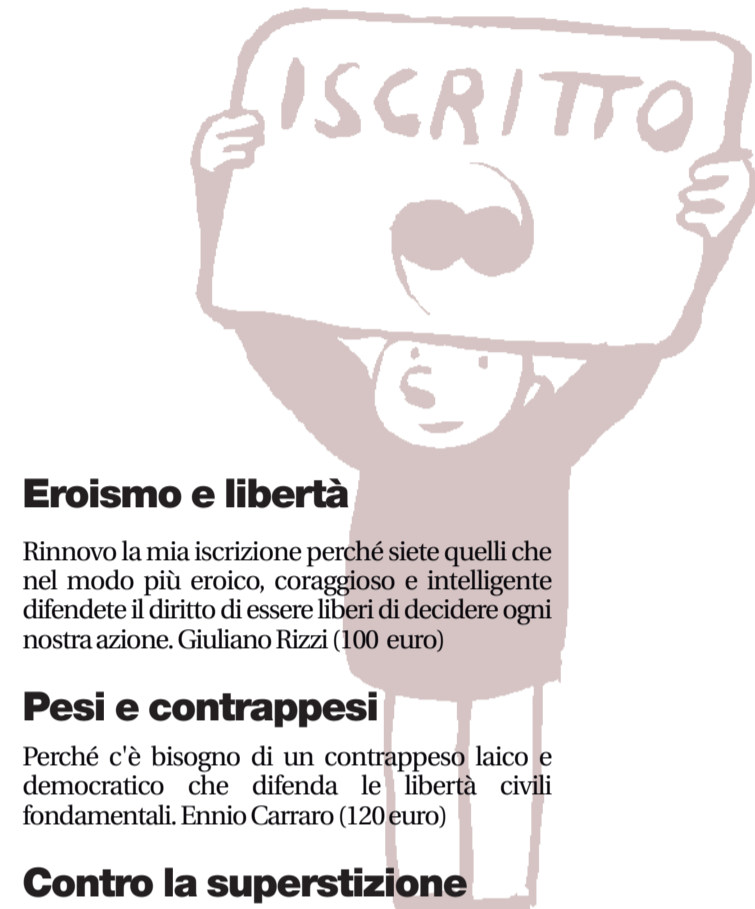 ISCRITTO
Eroismo e libertà
Rinnovo la mia iscrizione perché siete quelli che
nel modo più eroico, coraggioso e intelligente
difendete il diritto di essere liberi di decidere ogni
nostra azione. Giuliano Rizzi (100 euro)
Pesi e contrappesi
Perché c'è bisogno di un contrappeso laico e
democratico che difenda le libertà civili
fondamentali. Ennio Carraro (120 euro)
Contro la superstizione